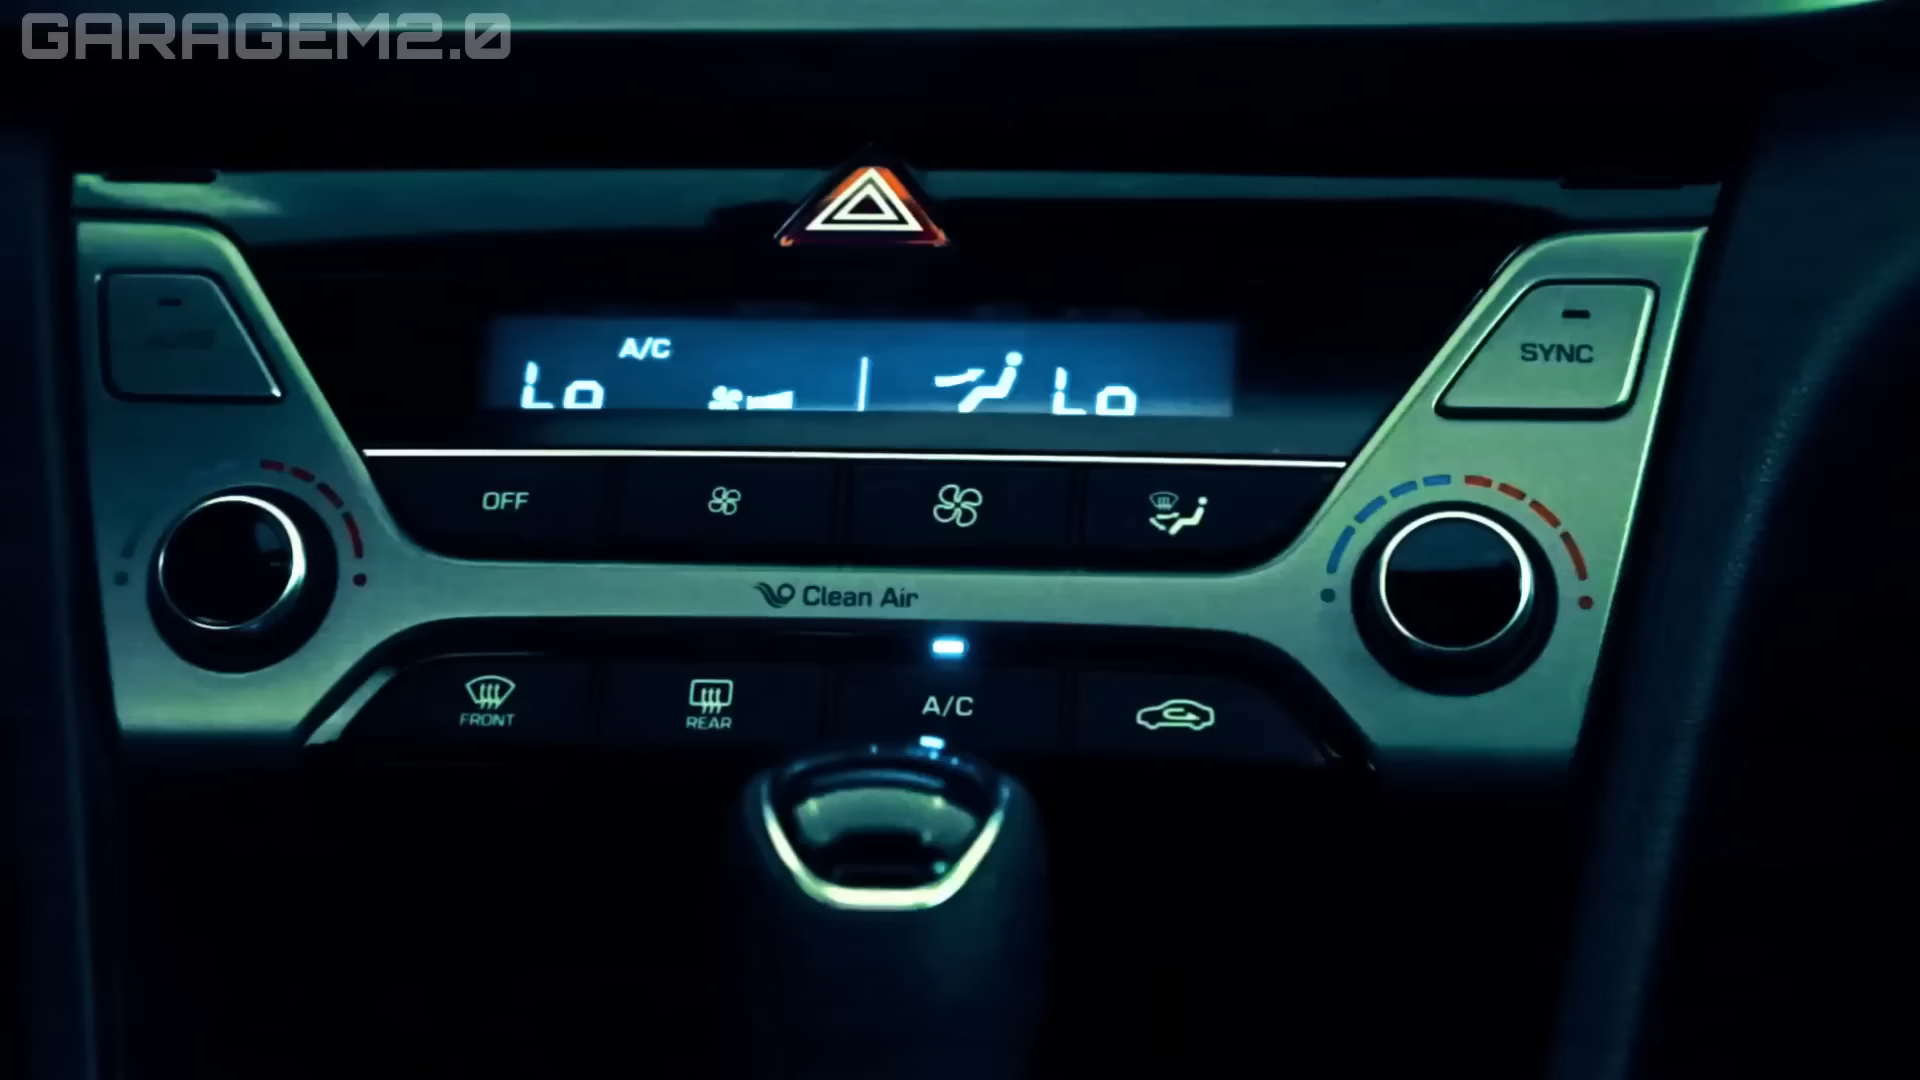 GARAGEM2.0
A/C
Lo
Lo
SYNC
OFF
Clean Air
FRONT
REAR
A/C